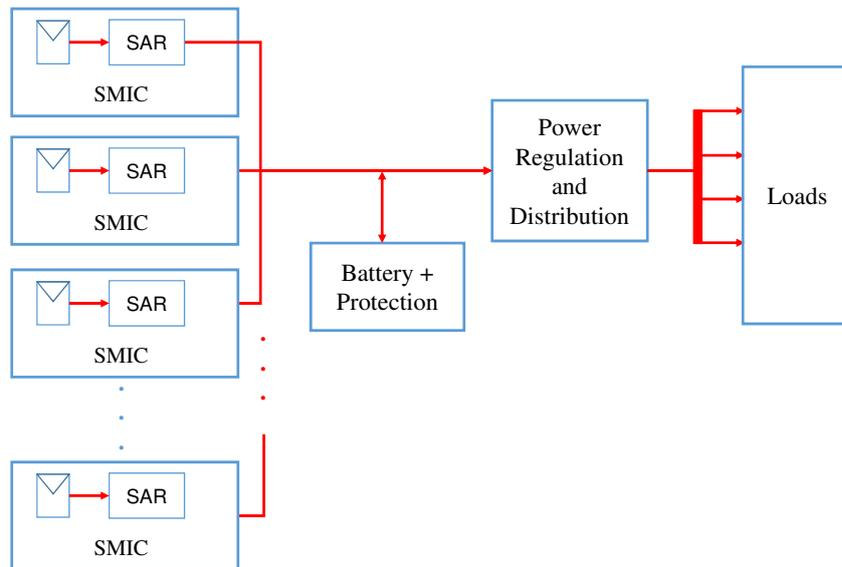 SAR
SMIC
SAR
SMIC
SAR
SMIC
SAR
SMIC
Battery +
Protection
Power
Regulation
and
Distribution
Loads